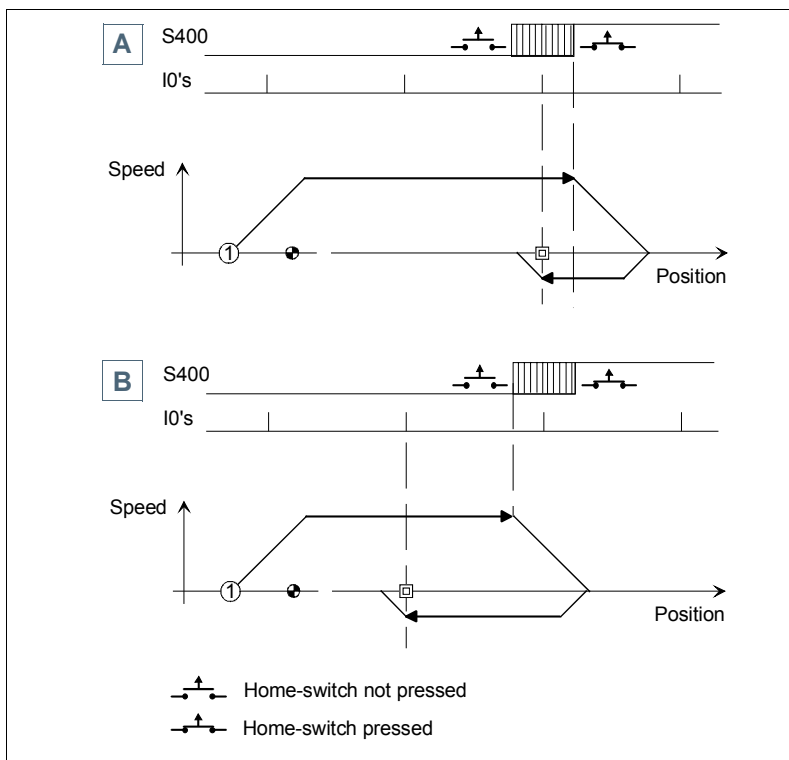 A
S400
I0's
Speed
1
Position
B
S400
I0's
Speed
1
Position
Home-switch not pressed
Home-switch pressed